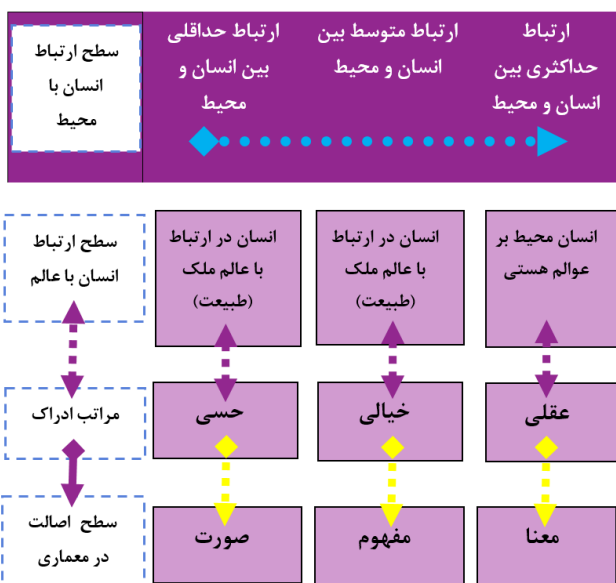 سطح ارتباط
انسان با
محیط
ارتباط حداقلی
بین انسان و
محیط
ارتباط متوسط بین
انسان و محیط
ارتباط
حداکثری بین
انسان و محیط
سطح ارتباط
انسان با عالم
انسان در ارتباط
با عالم ملک
(طبیعت)
انسان در ارتباط
با عالم ملک
(طبیعت)
انسان محیط بر
عوالم هستی
مراتب ادراک
حسی
خیالی
عقلی
سطح اصالت
در معماری
صورت
مفهوم
معنا